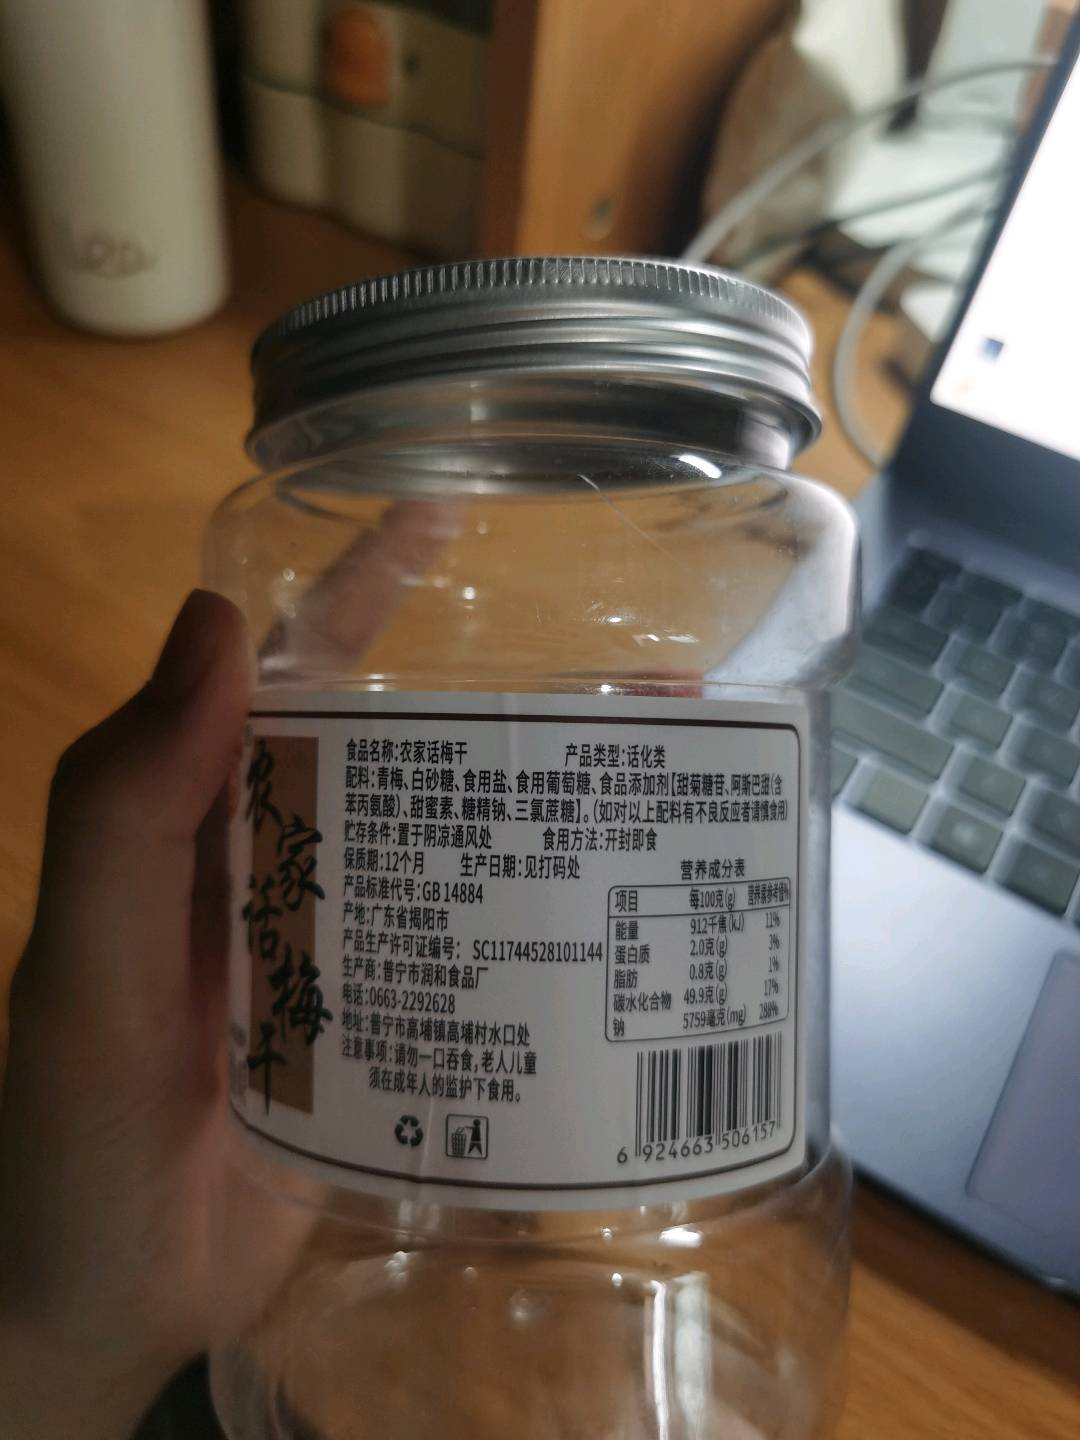 农家话梅干
食品名称:农家话梅干 产品类型:话化类
配料:青梅、白砂糖、食用盐、食用葡萄糖、食品添加剂【甜菊糖苷、阿斯巴甜(含
苯丙氨酸)、甜蜜素、糖精钠、三氯蔗糖】。(如对以上配料有不良反应者请慎食用)
贮存条件:置于阴凉通风处 食用方法:开封即食
保质期:12个月 生产日期:见打码处
产品标准代号:GB 14884
产地:广东省揭阳市
产品生产许可证编号: SC11744528101144
生产商:普宁市润和食品厂
电话:0663-2292628
地址:普宁市高埔镇高埔村水口处
注意事项:请勿一口吞食,老人儿童
须在成年人的监护下食用。
营养成分表
项目 每100克(g) 营养素参考值%
能量 912千焦(kJ) 11%
蛋白质 2.0克(g) 3%
脂肪 0.8克(g) 1%
碳水化合物 49.9克(g) 17%
钠 5759毫克(mg) 288%
6 924663 506157